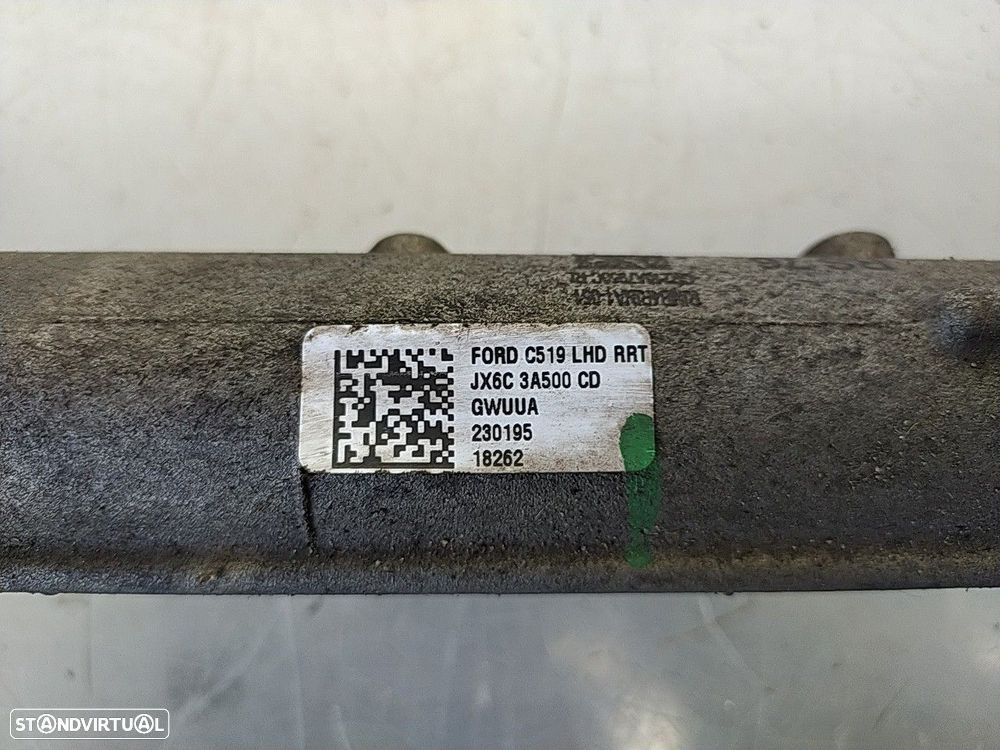 FORD C519 LHD RRT
JX6C 3A500 CD
GWUUA
230195
18262
STANDVIRTUAL